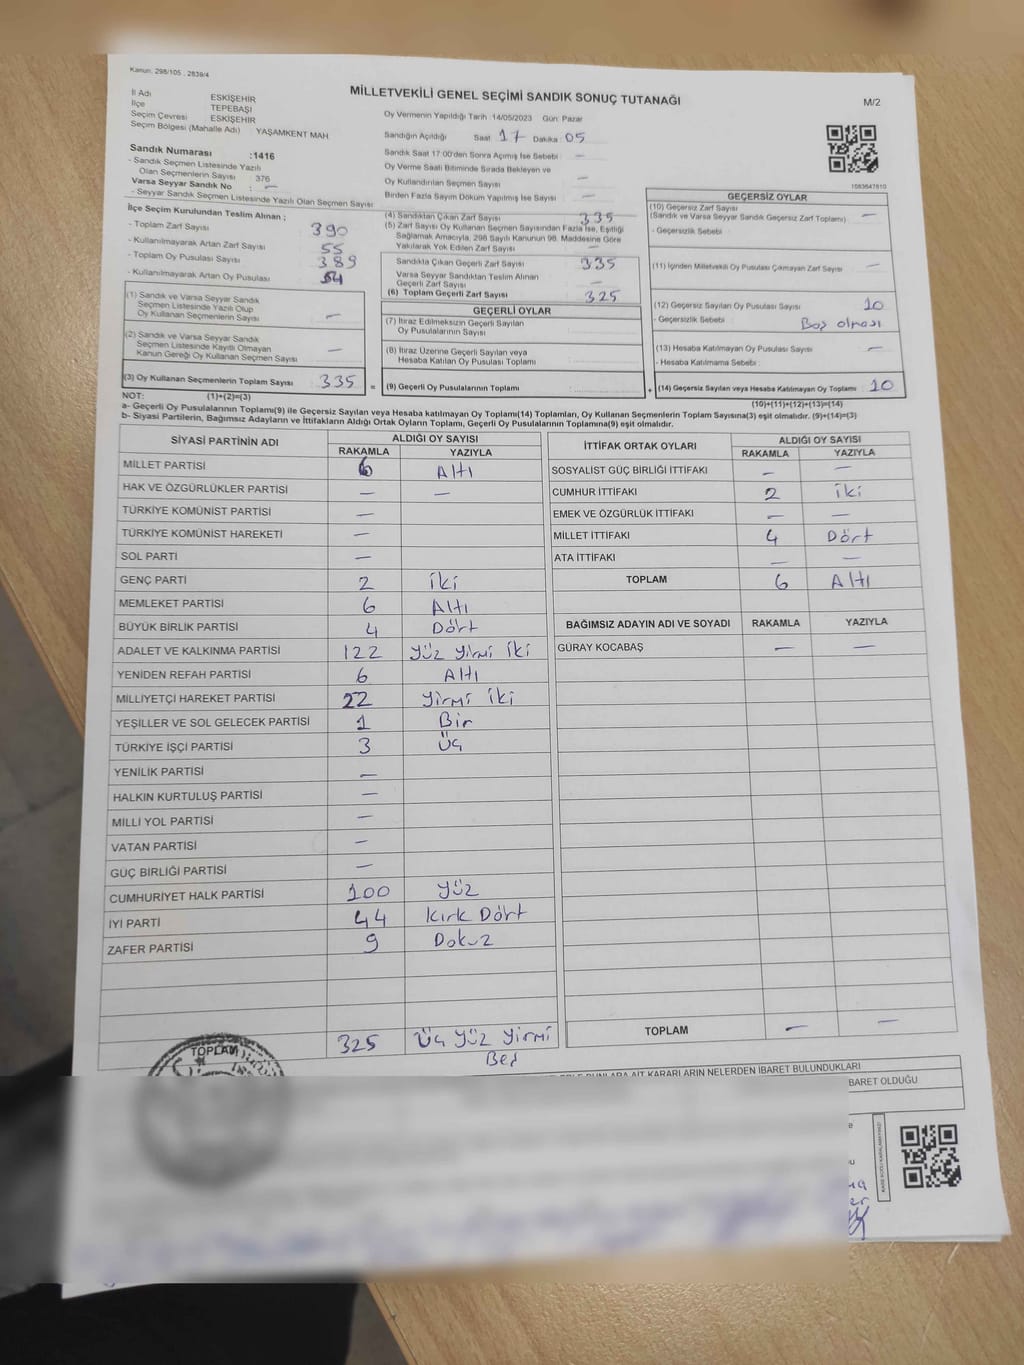 Kanun. 298/105 , 2839/4
MİLLETVEKİLİ GENEL SEÇİMİ SANDIK SONUÇ TUTANAĞI
M/2
İl Adı ESKİŞEHİR
İlçe TEPEBAŞI
Seçim Çevresi ESKİŞEHİR
Seçim Bölgesi (Mahalle Adı) YAŞAMKENT MAH.
Oy Vermenin Yapıldığı Tarih :14/05/2023 Gün: Pazar
Sandığın Açıldığı Saat 17 Dakika : 05
Sandık Saat 17:00'den Sonra Açımış İse Sebebi : —
Oy Verme Saati Bitiminde Sırada Bekleyen ve
Oy Kullandırılan Seçmen Sayısı —
Birden Fazla Sayım Döküm Yapılmış İse Sayısı —
Sandık Numarası :1416
- Sandık Seçmen Listesinde Yazılı
Olan Seçmenlerin Sayısı 376
Varsa Seyyar Sandık No : —
- Seyyar Sandık Seçmen Listesinde Yazılı Olan Seçmen Sayısı
1083647810
İlçe Seçim Kurulundan Teslim Alınan ;
- Toplam Zarf Sayısı 390
- Kullanılmayarak Artan Zarf Sayısı 55
- Toplam Oy Pusulası Sayısı 389
- Kullanılmayarak Artan Oy Pusulası 54
(1) Sandık ve Varsa Seyyar Sandık
Seçmen Listesinde Yazılı Olup
Oy Kullanan Seçmenlerin Sayısı —
(2) Sandık ve Varsa Seyyar Sandık
Seçmen Listesinde Kayıtlı Olmayan
Kanun Gereği Oy Kullanan Seçmen Sayısı —
(3) Oy Kullanan Seçmenlerin Toplam Sayısı 335
(1)+(2)=(3)
(4) Sandıktan Çıkan Zarf Sayısı 335
(5) Zarf Sayısı Oy Kullanan Seçmen Sayısından Fazla İse, Eşitliği
Sağlamak Amacıyla, 298 Sayılı Kanunun 98. Maddesine Göre
Yakılarak Yok Edilen Zarf Sayısı —
Sandıkta Çıkan Geçerli Zarf Sayısı 335
Varsa Seyyar Sandıktan Teslim Alınan
Geçerli Zarf Sayısı —
(6) Toplam Geçerli Zarf Sayısı 325
GEÇERLİ OYLAR
(7) İtiraz Edilmeksizin Geçerli Sayılan
Oy Pusulalarının Sayısı
(8) İtiraz Üzerine Geçerli Sayılan veya
Hesaba Katılan Oy Pusulası Toplamı
= (9) Geçerli Oy Pusulalarının Toplamı
GEÇERSİZ OYLAR
(10) Geçersiz Zarf Sayısı —
(Sandık ve Varsa Seyyar Sandık Geçersiz Zarf Toplamı)
- Geçersizlik Sebebi :
(11) İçinden Milletvekili Oy Pusulası Çıkmayan Zarf Sayısı —
(12) Geçersiz Sayılan Oy Pusulası Sayısı 10
- Geçersizlik Sebebi : Boş olması
(13) Hesaba Katılmayan Oy Pusulası Sayısı —
- Hesaba Katılmama Sebebi :
+ (14) Geçersiz Sayılan veya Hesaba Katılmayan Oy Toplamı 10
(10)+(11)+(12)+(13)=(14)
NOT:
a- Geçerli Oy Pusulalarının Toplamı(9) ile Geçersiz Sayılan veya Hesaba katılmayan Oy Toplamı(14) Toplamları, Oy Kullanan Seçmenlerin Toplam Sayısına(3) eşit olmalıdır. (9)+(14)=(3)
b- Siyasi Partilerin, Bağımsız Adayların ve İttifakların Aldığı Ortak Oyların Toplamı, Geçerli Oy Pusulalarının Toplamına(9) eşit olmalıdır.
SİYASİ PARTİNİN ADI ALDIĞI OY SAYISI
RAKAMLA YAZIYLA
MİLLET PARTİSİ 6 Altı
HAK VE ÖZGÜRLÜKLER PARTİSİ — —
TÜRKİYE KOMÜNİST PARTİSİ —
TÜRKİYE KOMÜNİST HAREKETİ —
SOL PARTİ —
GENÇ PARTİ 2 iki
MEMLEKET PARTİSİ 6 Altı
BÜYÜK BİRLİK PARTİSİ 4 Dört
ADALET VE KALKINMA PARTİSİ 122 yüz yirmi iki
YENİDEN REFAH PARTİSİ 6 Altı
MİLLİYETÇİ HAREKET PARTİSİ 22 yirmi iki
YEŞİLLER VE SOL GELECEK PARTİSİ 1 Bir
TÜRKİYE İŞÇİ PARTİSİ 3 Üç
YENİLİK PARTİSİ —
HALKIN KURTULUŞ PARTİSİ —
MİLLİ YOL PARTİSİ —
VATAN PARTİSİ —
GÜÇ BİRLİĞİ PARTİSİ —
CUMHURİYET HALK PARTİSİ 100 yüz
İYİ PARTİ 44 kırk Dört
ZAFER PARTİSİ 9 Dokuz
TOPLAM 325 Üç yüz yirmi
Beş
İTTİFAK ORTAK OYLARI ALDIĞI OY SAYISI
RAKAMLA YAZIYLA
SOSYALİST GÜÇ BİRLİĞİ İTTİFAKI — —
CUMHUR İTTİFAKI 2 iki
EMEK VE ÖZGÜRLÜK İTTİFAKI — —
MİLLET İTTİFAKI 4 Dört
ATA İTTİFAKI — —
TOPLAM 6 Altı
BAĞIMSIZ ADAYIN ADI VE SOYADI RAKAMLA YAZIYLA
GÜRAY KOCABAŞ — —
TOPLAM — —
AİT KARARLARIN NELERDEN İBARET BULUNDUKLARI
İBARET OLDUĞU